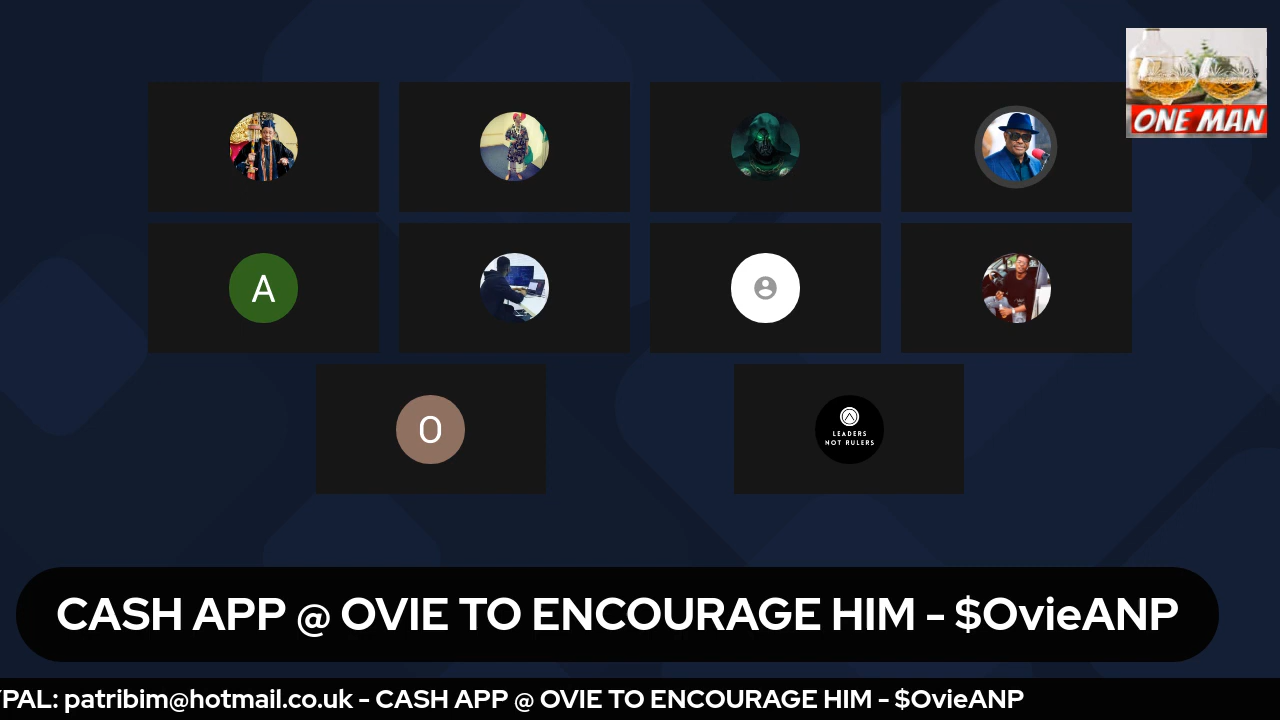 ONE MAN
A
O
LEADERS
NOT RULERS
CASH APP @ OVIE TO ENCOURAGE HIM - $OvieANP
YPAL: patribim@hotmail.co.uk - CASH APP @ OVIE TO ENCOURAGE HIM - $OvieANP